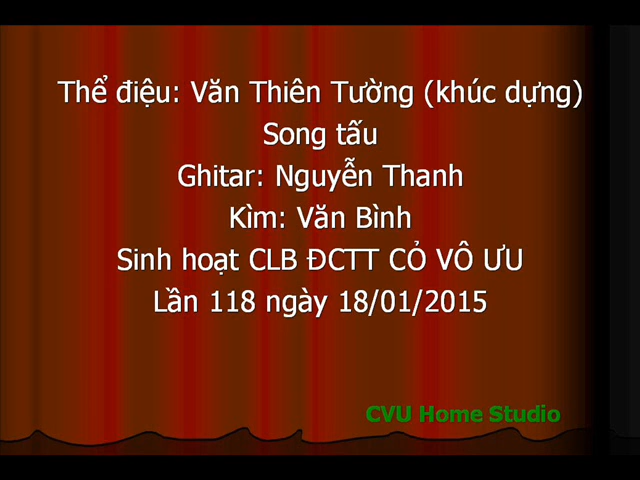 Thể điệu: Văn Thiên Tường (khúc dựng)
Song tấu
Ghitar: Nguyễn Thanh
Kìm: Văn Bình
Sinh hoạt CLB ĐCTT CỎ VÔ ƯU
Lần 118 ngày 18/01/2015
CVU Home Studio